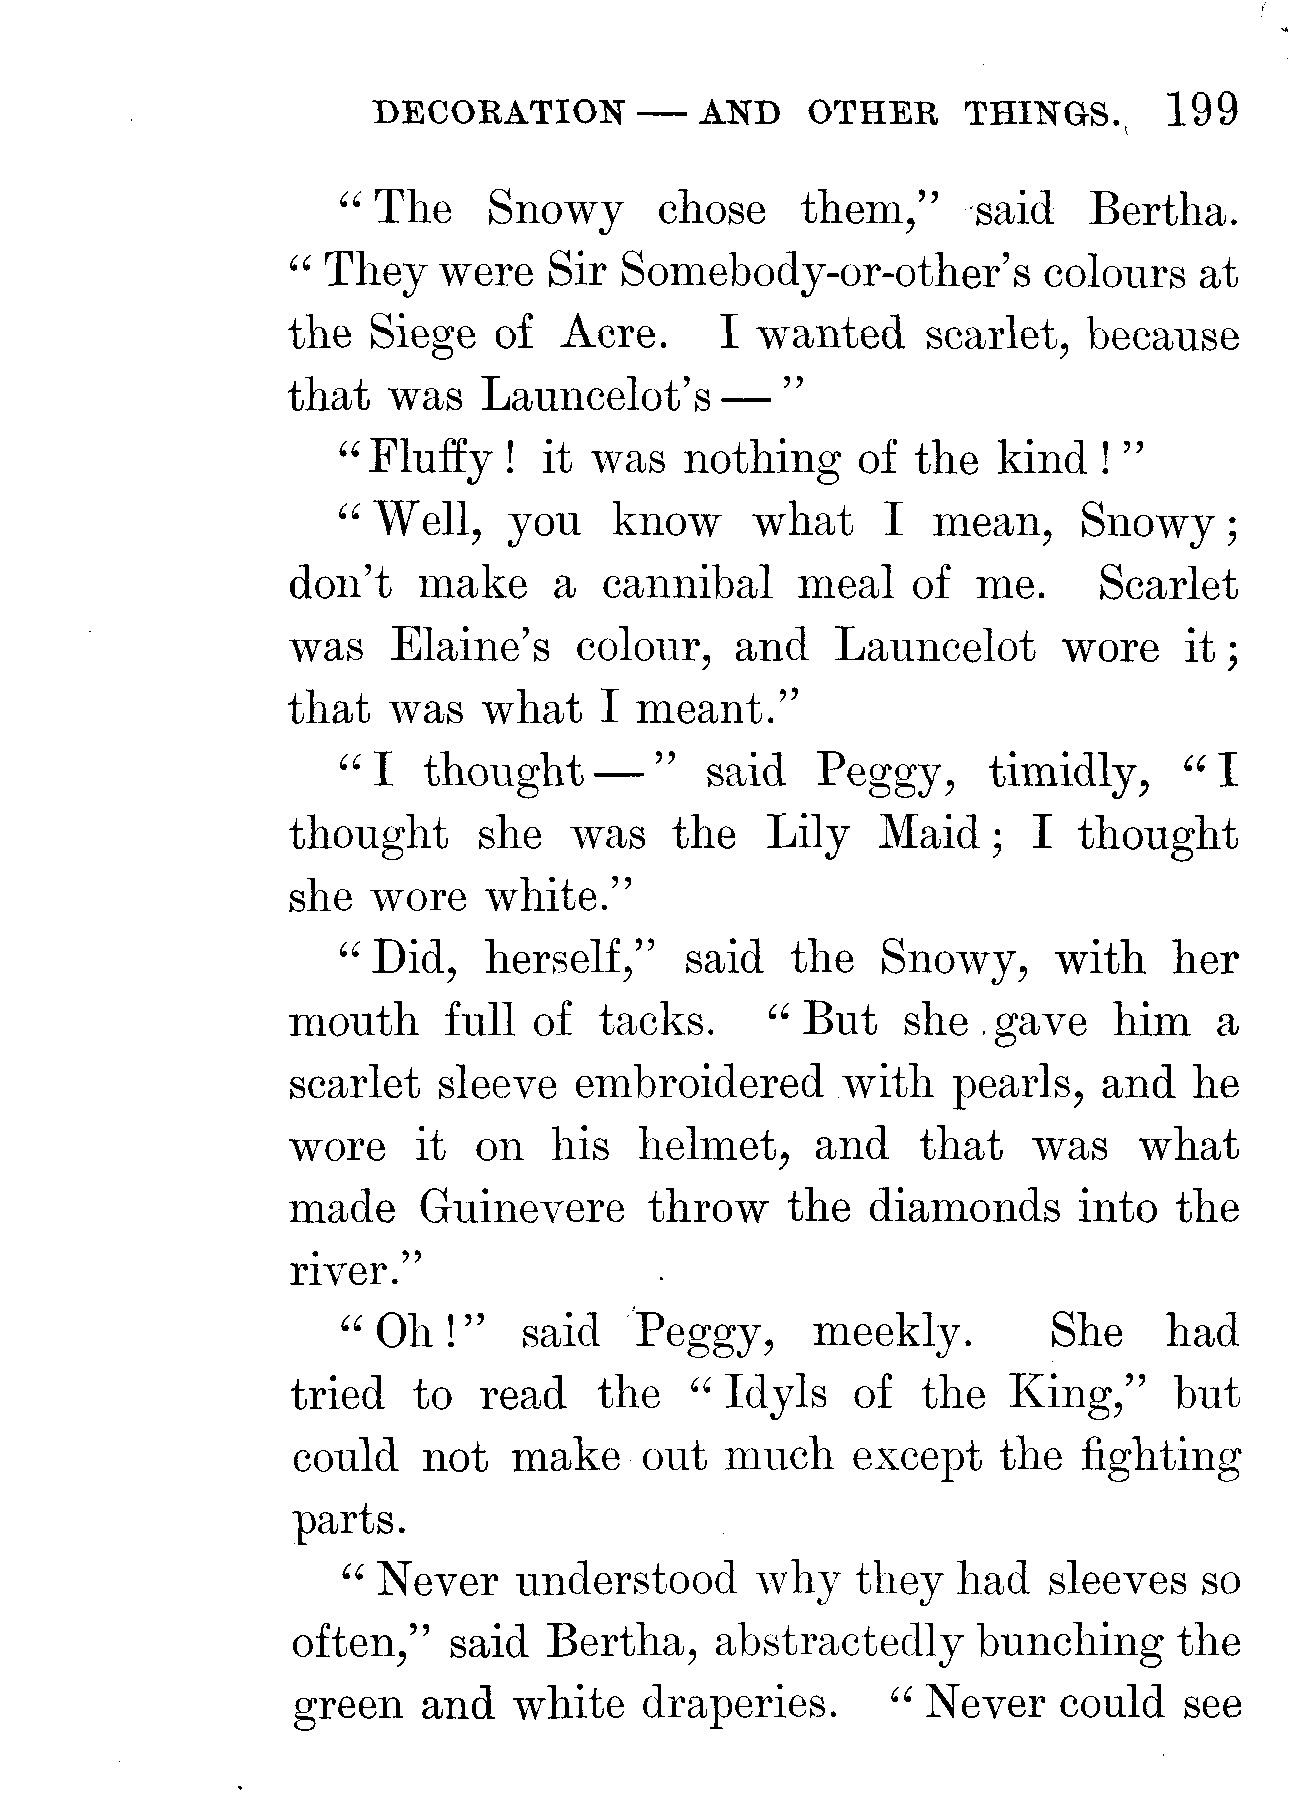 DECORATION — AND OTHER THINGS. 199
“The Snowy chose them,” said Bertha.
“They were Sir Somebody-or-other's colours at
the Siege of Acre. I wanted scarlet, because
that was Launcelot's — ”
“Fluffy! it was nothing of the kind!”
“Well, you know what I mean, Snowy;
don't make a cannibal meal of me. Scarlet
was Elaine's colour, and Launcelot wore it;
that was what I meant.”
“I thought — ” said Peggy, timidly, “I
thought she was the Lily Maid; I thought
she wore white.”
“Did, herself,” said the Snowy, with her
mouth full of tacks. “But she gave him a
scarlet sleeve embroidered with pearls, and he
wore it on his helmet, and that was what
made Guinevere throw the diamonds into the
river.”
“Oh!” said Peggy, meekly. She had
tried to read the “Idyls of the King,” but
could not make out much except the fighting
parts.
“Never understood why they had sleeves so
often,” said Bertha, abstractedly bunching the
green and white draperies. “Never could see